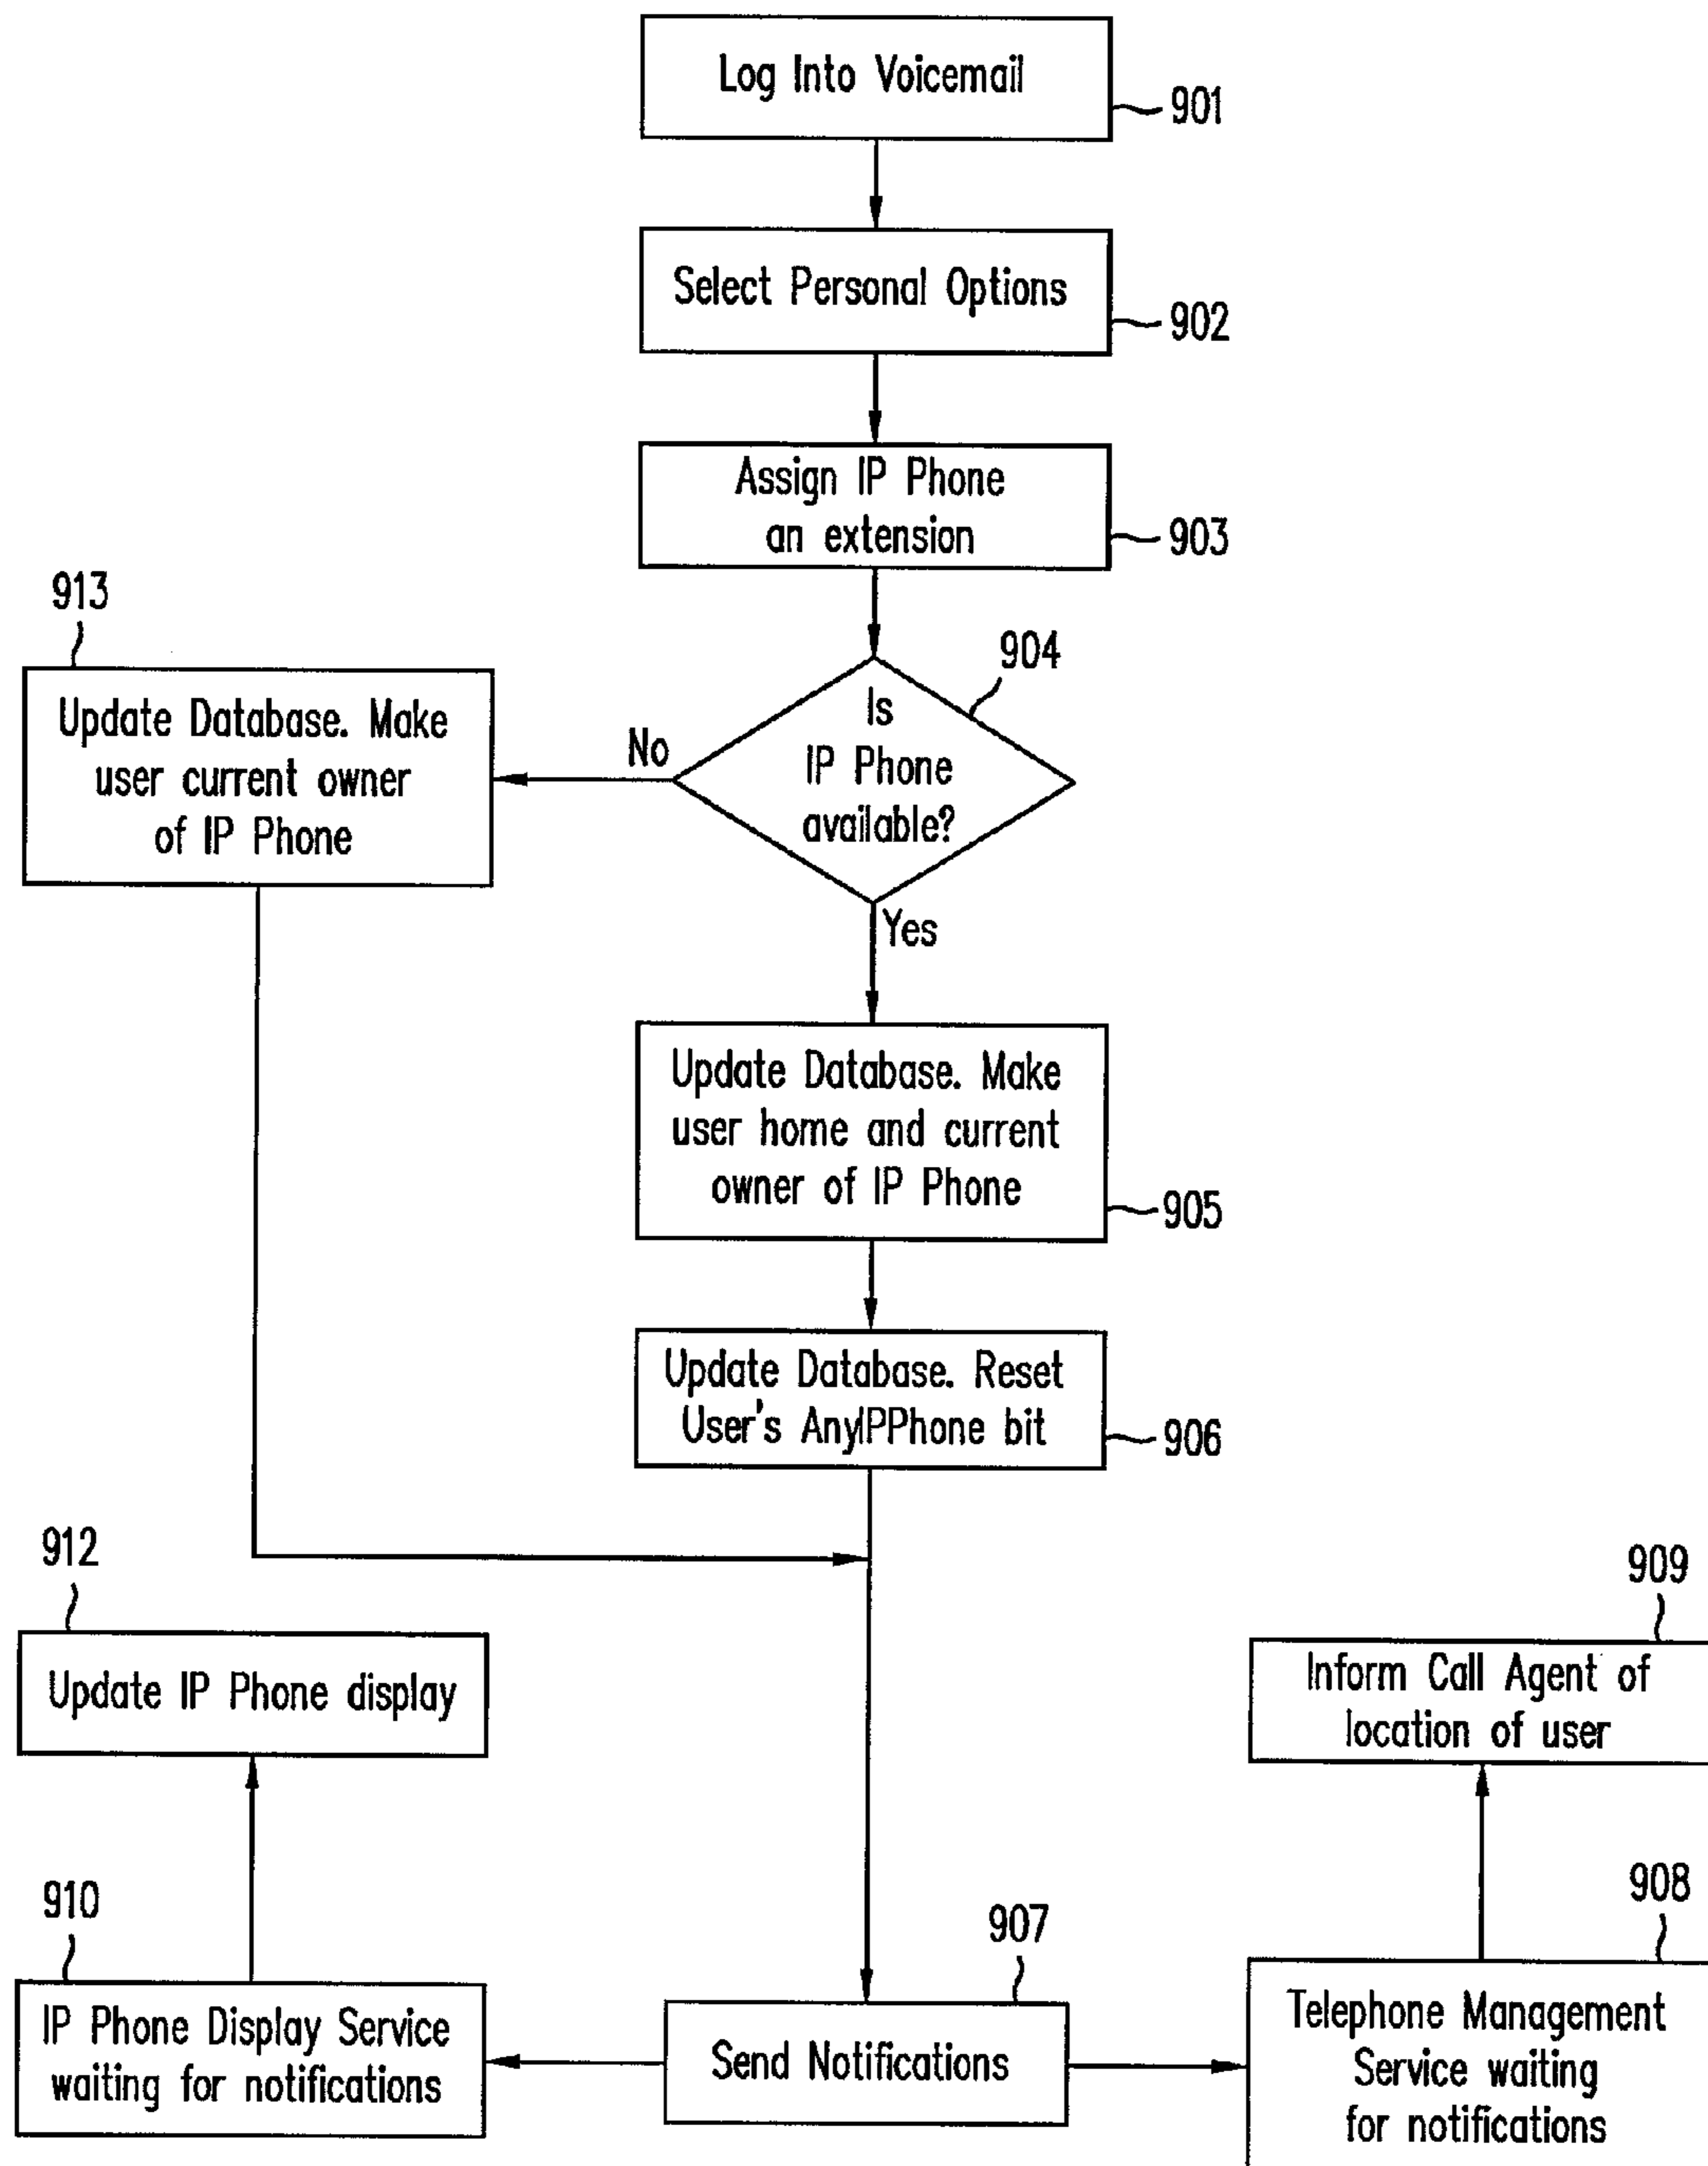 Log Into Voicemail
901
Select Personal Options
902
Assign IP Phone
an extension
903
913
904
Update Database. Make
user current owner
of IP Phone
No
Is
IP Phone
available?
Yes
Update Database. Make
user home and current
owner of IP Phone
905
Update Database. Reset
User's AnyIPPhone bit
906
912
909
Update IP Phone display
Inform Call Agent of
location of user
910
907
908
IP Phone Display Service
waiting for notifications
Send Notifications
Telephone Management
Service waiting
for notifications